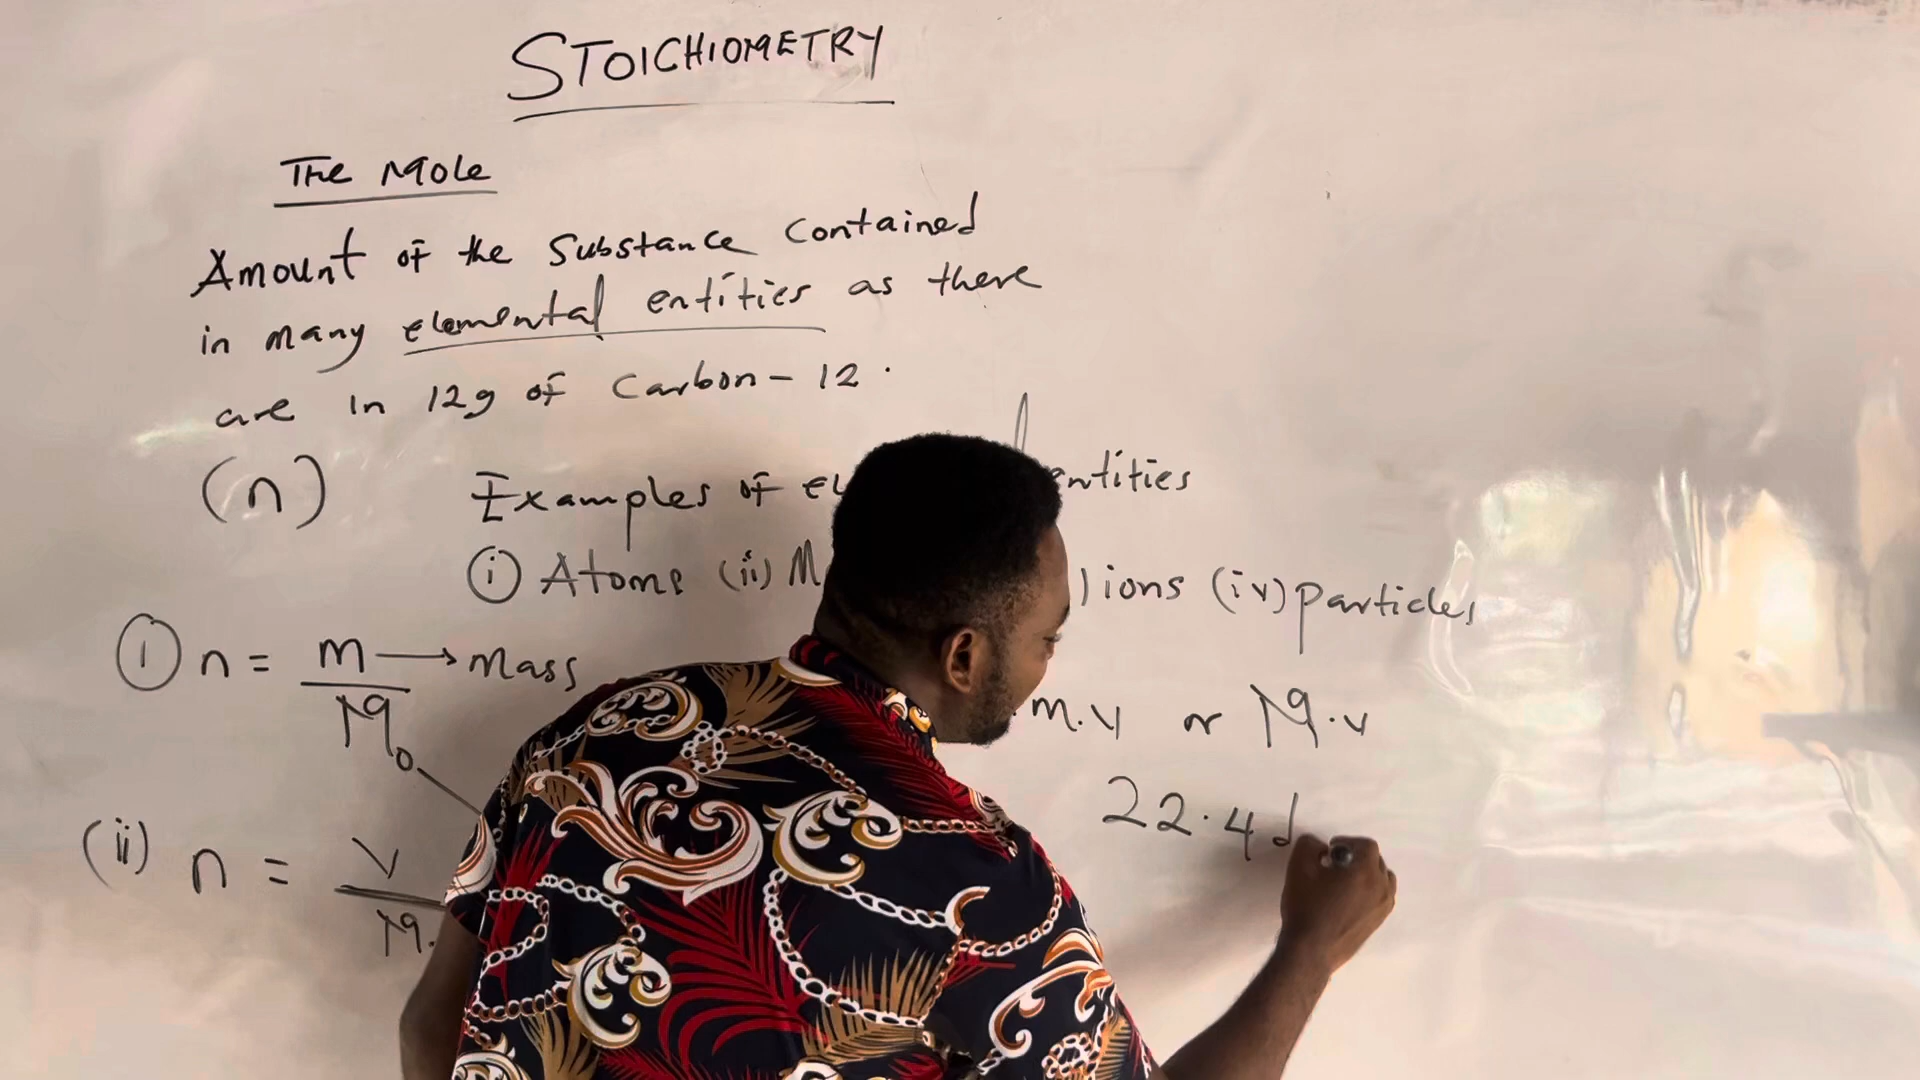 STOICHIOMETRY
The Mole
Amount of the Substance Contained
in many elemental entities as there
are in 12g of Carbon-12.
(n)
Examples of entities
(i) Atoms (ii) ions (iv) particles
(i) n = m/Mo → Mass
m.v or M.v
22.4
(ii) n = v/M.